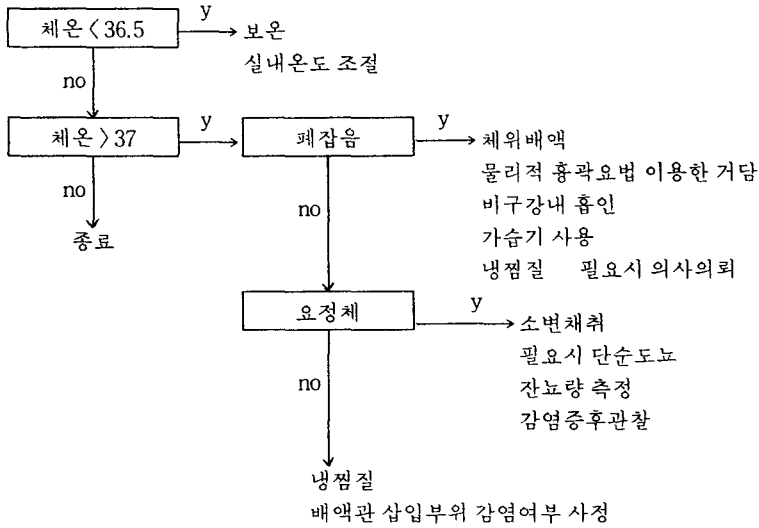 체온 < 36.5
y
보온
실내온도 조절
no
체온 > 37
y
폐잡음
y
체위배액
물리적 흉곽요법 이용한 거담
비구강내 흡인
가습기 사용
냉찜질 필요시 의사의뢰
no
종료
no
요정체
y
소변채취
필요시 단순도뇨
잔뇨량 측정
감염증후관찰
no
냉찜질
배액관 삽입부위 감염여부 사정